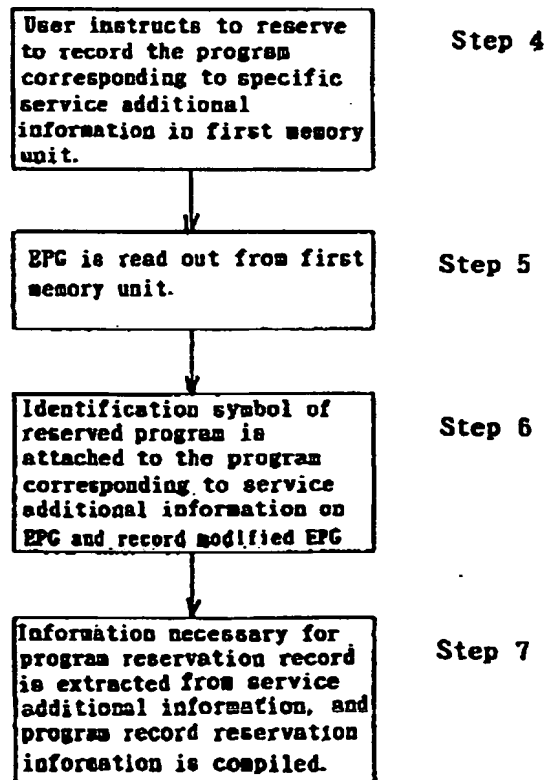 User instructs to reserve
to record the program
corresponding to specific
service additional
information in first memory
unit.
Step 4
EPG is read out from first
memory unit.
Step 5
Identification symbol of
reserved program is
attached to the program
corresponding to service
additional information on
EPG and record modified EPG
Step 6
Information necessary for
program reservation record
is extracted from service
additional information, and
program record reservation
information is compiled.
Step 7